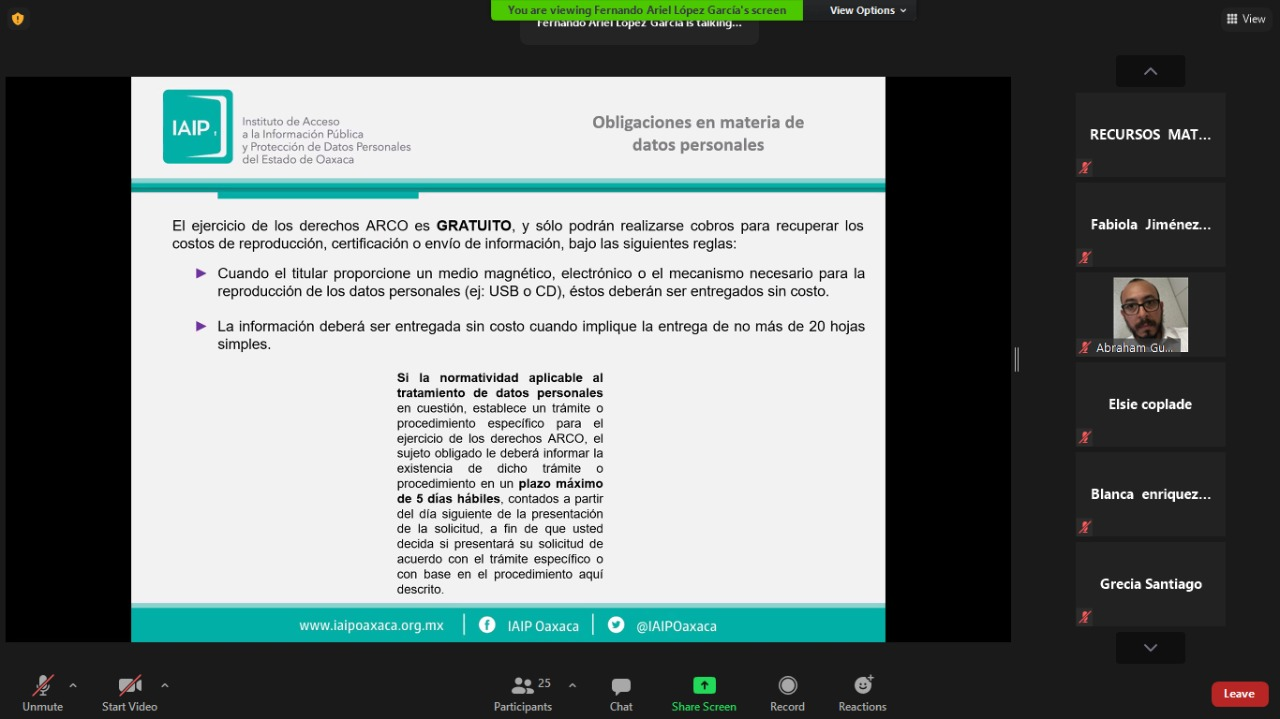 You are viewing Fernando Ariel López García's screen
View Options
Fernando Ariel López García is talking...
View
IAIP
Instituto de Acceso
a la Información Pública
y Protección de Datos Personales
del Estado de Oaxaca
Obligaciones en materia de
datos personales
El ejercicio de los derechos ARCO es GRATUITO, y sólo podrán realizarse cobros para recuperar los
costos de reproducción, certificación o envío de información, bajo las siguientes reglas:
Cuando el titular proporcione un medio magnético, electrónico o el mecanismo necesario para la
reproducción de los datos personales (ej: USB o CD), éstos deberán ser entregados sin costo.
La información deberá ser entregada sin costo cuando implique la entrega de no más de 20 hojas
simples.
Si la normatividad aplicable al
tratamiento de datos personales
en cuestión, establece un trámite o
procedimiento específico para el
ejercicio de los derechos ARCO, el
sujeto obligado le deberá informar la
existencia de dicho trámite o
procedimiento en un plazo máximo
de 5 días hábiles, contados a partir
del día siguiente de la presentación
de la solicitud, a fin de que usted
decida si presentará su solicitud de
acuerdo con el trámite específico o
con base en el procedimiento aquí
descrito.
www.iaipoaxaca.org.mx
IAIP Oaxaca
@IAIPOaxaca
RECURSOS MAT...
Fabiola Jiménez...
Abraham Gu...
Elsie coplade
Blanca enriquez...
Grecia Santiago
Unmute
Start Video
25
Participants
Chat
Share Screen
Record
Reactions
Leave